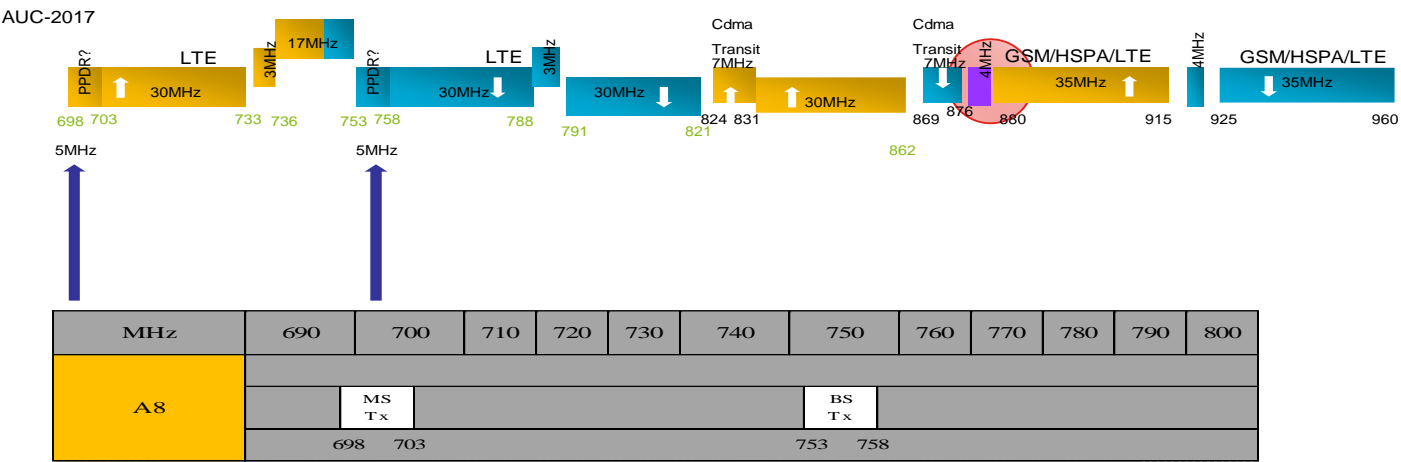 AUC-2017
PPDR?
LTE
30MHz
3MHz
17MHz
PPDR?
LTE
30MHz
3MHz
30MHz
Cdma
Transit
7MHz
30MHz
Cdma
Transit
7MHz
4MHz
GSM/HSPA/LTE
35MHz
4MHz
GSM/HSPA/LTE
35MHz
698 703 733 736 753 758 788 791 821 824 831 862 869 876 880 915 925 960
5MHz 5MHz
MHz 690 700 710 720 730 740 750 760 770 780 790 800
A8
MS
Tx
BS
Tx
698 703 753 758